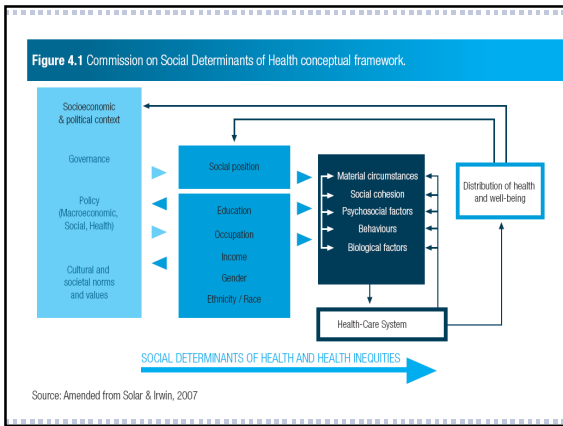 Figure 4.1 Commission on Social Determinants of Health conceptual framework.
Socioeconomic
& political context
Governance
Policy
(Macroeconomic,
Social, Health)
Cultural and
societal norms
and values
Social position
Education
Occupation
Income
Gender
Ethnicity / Race
Material circumstances
Social cohesion
Psychosocial factors
Behaviours
Biological factors
Distribution of health
and well-being
Health-Care System
SOCIAL DETERMINANTS OF HEALTH AND HEALTH INEQUITIES
Source: Amended from Solar & Irwin, 2007